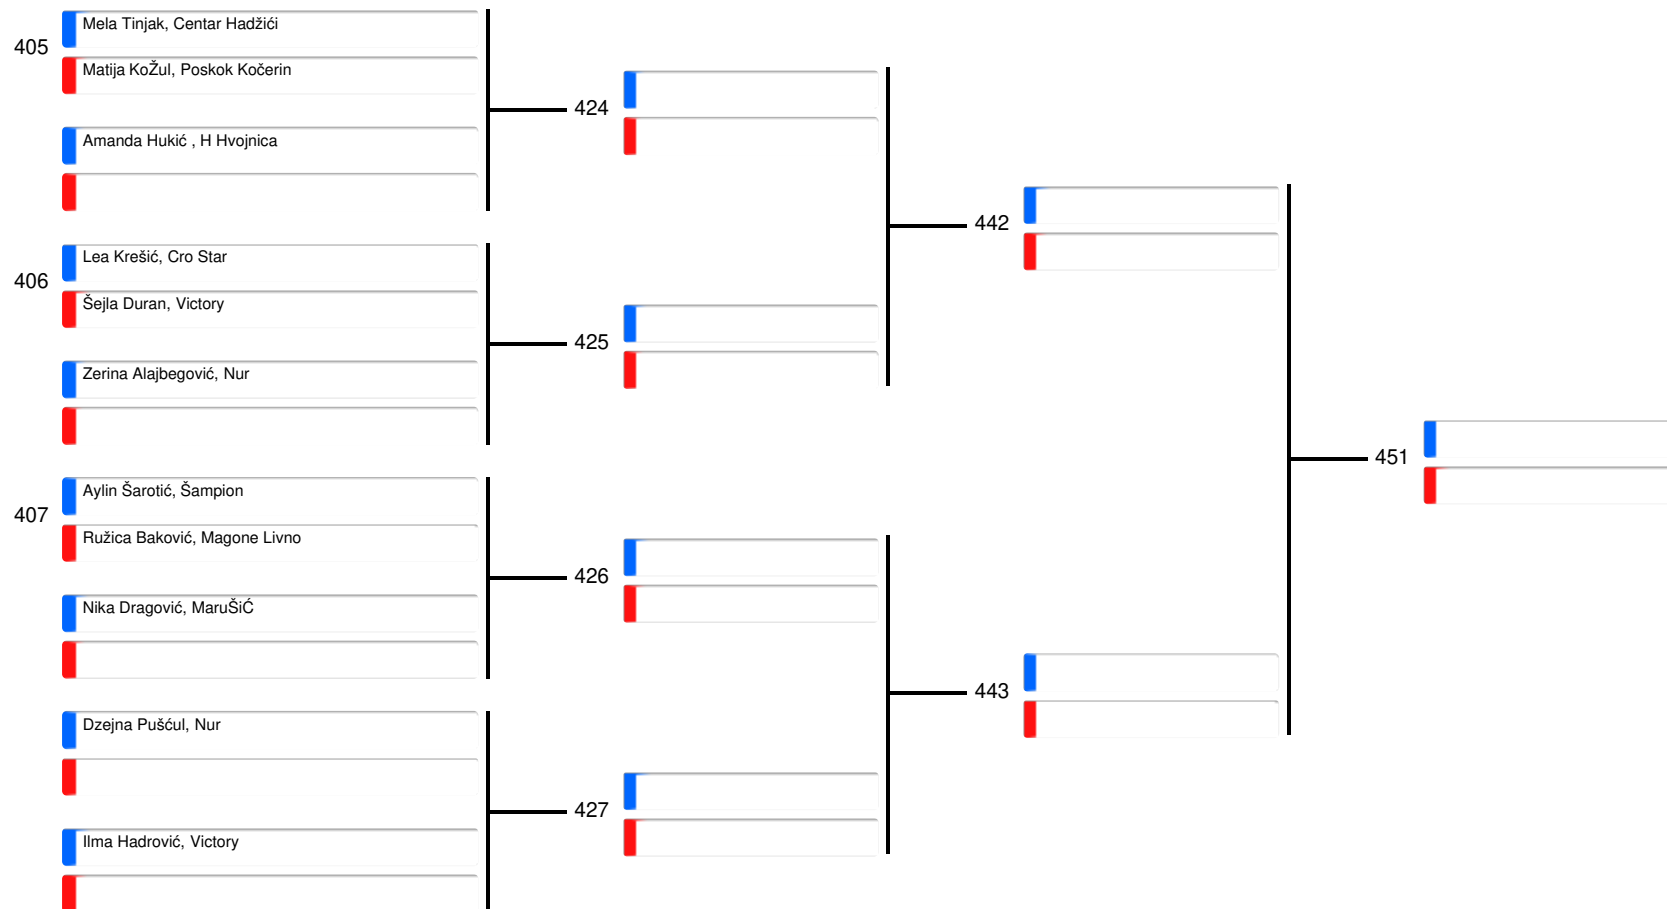 Mela Tinjak, Centar Hadžići
405
Matija KoŽul, Poskok Kočerin
424
Amanda Hukić , H Hvojnica
442
Lea Krešić, Cro Star
406
Šejla Duran, Victory
425
Zerina Alajbegović, Nur
451
Aylin Šarotić, Šampion
407
Ružica Baković, Magone Livno
426
Nika Dragović, MaruŠiĆ
443
Dzejna Pušćul, Nur
427
Ilma Hadrović, Victory